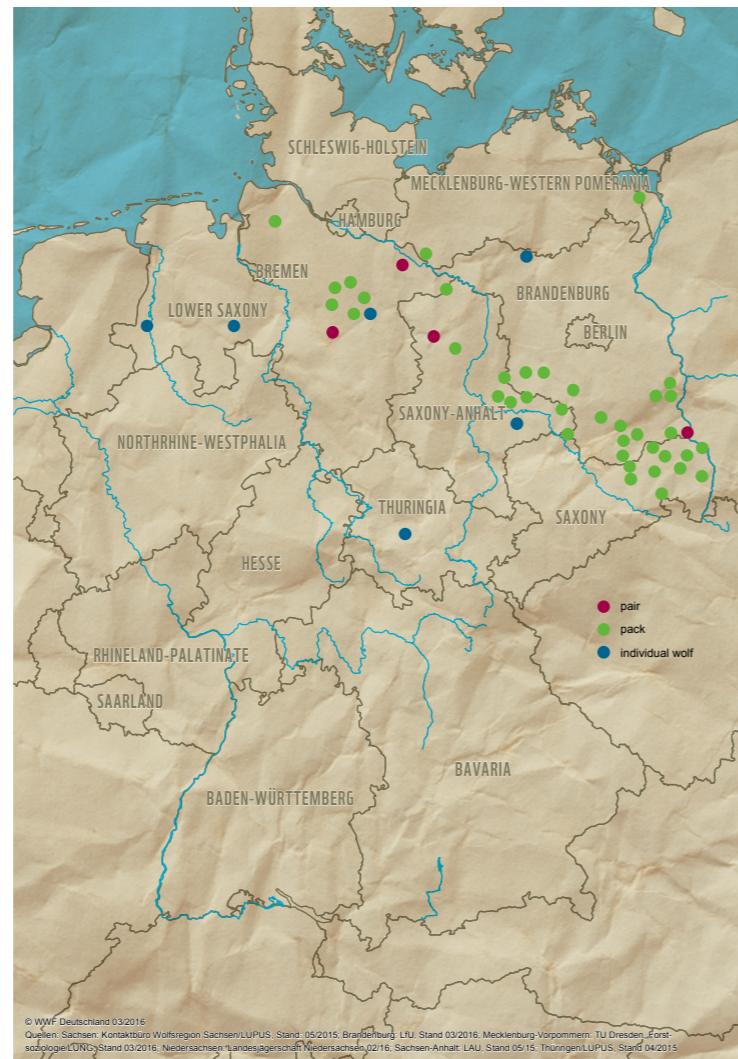 SCHLESWIG-HOLSTEIN
MECKLENBURG-WESTERN POMERANIA
HAMBURG
BREMEN
BRANDENBURG
LOWER SAXONY
BERLIN
SAXONY-ANHALT
NORTHRHINE-WESTPHALIA
THURINGIA
SAXONY
HESSE
pair
pack
individual wolf
RHINELAND-PALATINATE
SAARLAND
BAVARIA
BADEN-WÜRTTEMBERG
© WWF Deutschland 03/2016
Quellen: Sachsen: Kontaktbüro Wolfsregion Sachsen/LUPUS, Stand: 05/2015, Brandenburg: LfU, Stand 03/2016, Mecklenburg-Vorpommern: TU Dresden „Forst-
soziologie/LUNG, Stand 03/2016, Niedersachsen: Landesjägerschaft Niedersachsen 02/16, Sachsen-Anhalt: LAU, Stand 05/15, Thüringen/LUPUS, Stand 04/2015